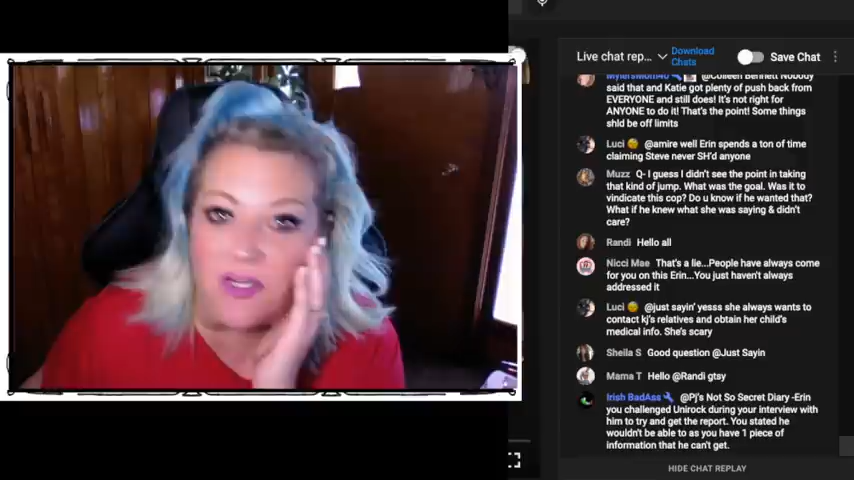 Live chat rep...
Download
Chats
Save Chat
MylersMom40 @Colleen Bennett Nobody
said that and Katie got plenty of push back from
EVERYONE and still does! It's not right for
ANYONE to do it! That's the point! Some things
shld be off limits
Luci @amire well Erin spends a ton of time
claiming Steve never SH'd anyone
Muzz Q- I guess I didn't see the point in taking
that kind of jump. What was the goal. Was it to
vindicate this cop? Do u know if he wanted that?
What if he knew what she was saying & didn't
care?
Randi Hello all
Nicci Mae That's a lie...People have always come
for you on this Erin...You just haven't always
addressed it
Luci @just sayin' yesss she always wants to
contact kj's relatives and obtain her child's
medical info. She's scary
Sheila S Good question @Just Sayin
Mama T Hello @Randi gtsy
Irish BadAss @Pj's Not So Secret Diary -Erin
you challenged Unirock during your interview with
him to try and get the report. You stated he
wouldn't be able to as you have 1 piece of
information that he can't get.
HIDE CHAT REPLAY